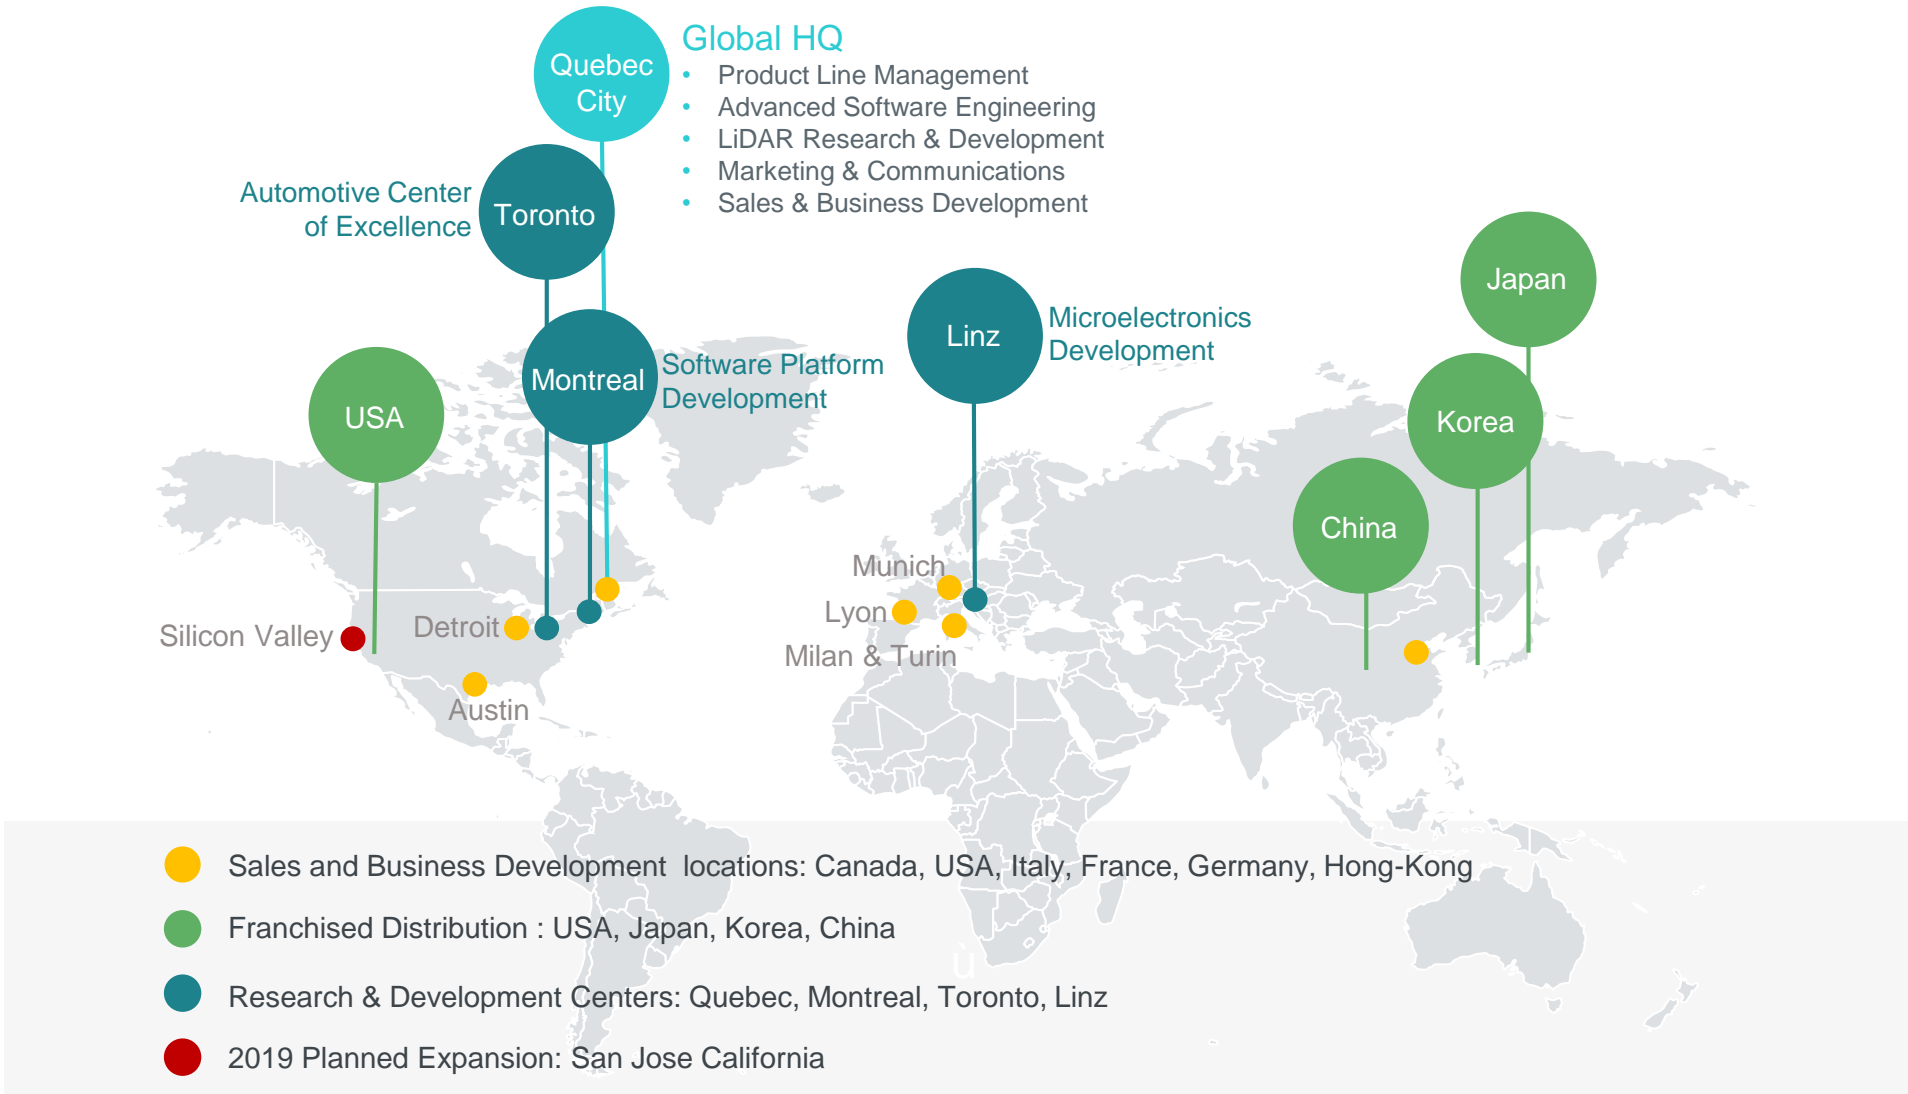 Quebec
City
Global HQ
• Product Line Management
• Advanced Software Engineering
• LiDAR Research & Development
• Marketing & Communications
• Sales & Business Development
Automotive Center
of Excellence
Toronto
Japan
Linz
Microelectronics
Development
Montreal
Software Platform
Development
USA
Korea
China
Munich
Lyon
Milan & Turin
Silicon Valley
Detroit
Austin
Sales and Business Development  locations: Canada, USA, Italy, France, Germany, Hong-Kong
Franchised Distribution : USA, Japan, Korea, China
ù
Research & Development Centers: Quebec, Montreal, Toronto, Linz
2019 Planned Expansion: San Jose California